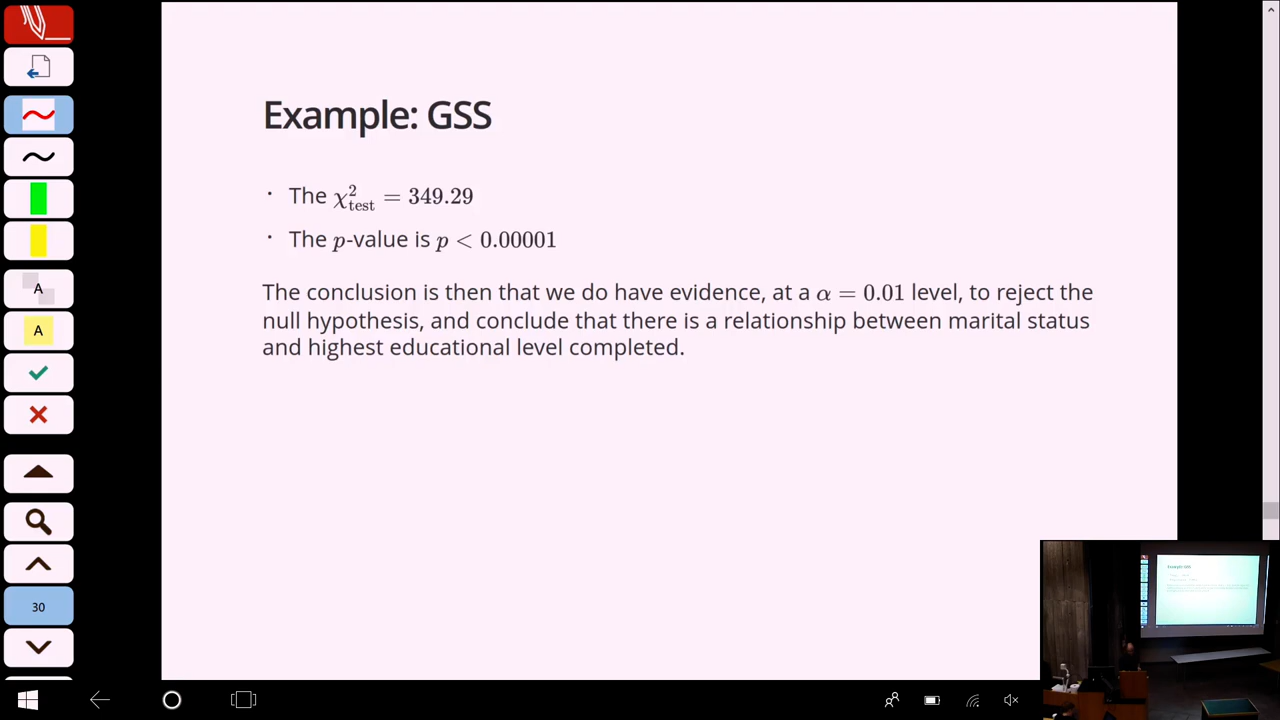 Example: GSS
· The χ²test = 349.29
· The p-value is p < 0.00001
The conclusion is then that we do have evidence, at a α = 0.01 level, to reject the
null hypothesis, and conclude that there is a relationship between marital status
and highest educational level completed.
A
A
30